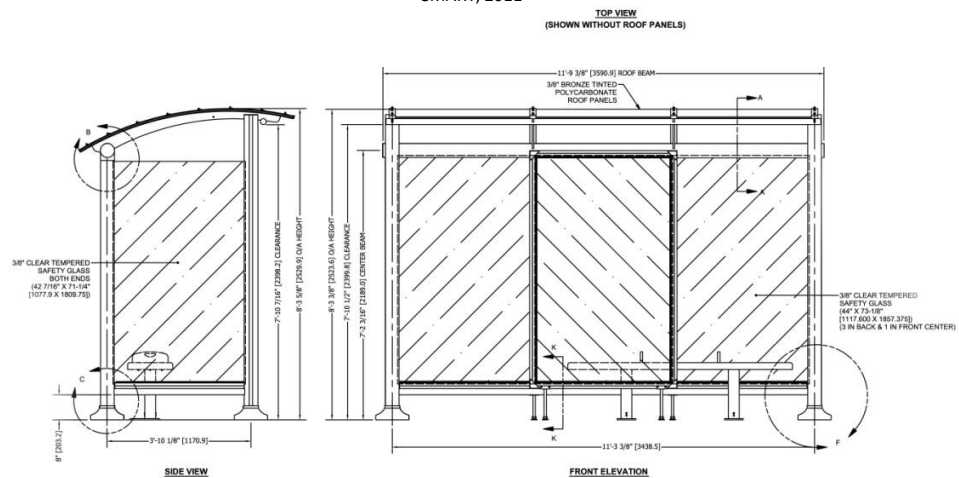 TOP VIEW
(SHOWN WITHOUT ROOF PANELS)
11'-9 3/8" [3590.9] ROOF BEAM
3/8" BRONZE TINTED
POLYCARBONATE
ROOF PANELS
A
A
B
3/8" CLEAR TEMPERED
SAFETY GLASS
BOTH ENDS
(42 7/16" X 71-1/4"
[1077.9 X 1809.75])
7'-10 7/16" [2398.2] CLEARANCE
8'-3 5/8" [2529.9] O/A HEIGHT
8'-3 3/8" [2523.6] O/A HEIGHT
7'-10 1/2" [2399.8] CLEARANCE
7'-2 3/16" [2189.0] CENTER BEAM
3/8" CLEAR TEMPERED
SAFETY GLASS
(44" X 73-1/8"
[1117.600 X 1857.375])
(3 IN BACK & 1 IN FRONT CENTER)
C
K
K
F
8" [203.2]
3'-10 1/8" [1170.9]
11'-3 3/8" [3438.5]
SIDE VIEW
FRONT ELEVATION